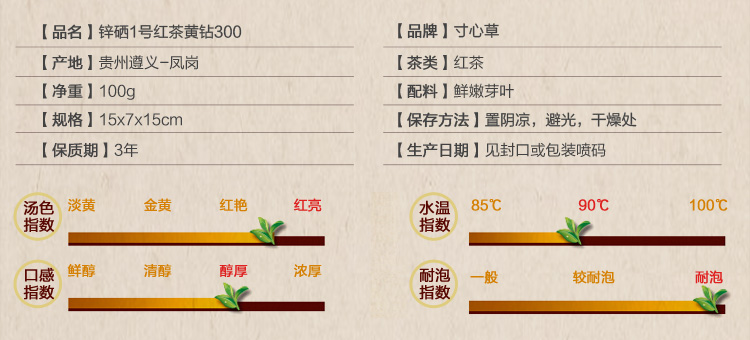 【品名】锌硒1号红茶黄钻300
【品牌】寸心草
【产地】贵州遵义-凤岗
【茶类】红茶
【净重】100g
【配料】鲜嫩芽叶
【规格】15x7x15cm
【保存方法】置阴凉，避光，干燥处
【保质期】3年
【生产日期】见封口或包装喷码
汤色指数
淡黄 金黄 红艳 红亮
水温指数
85℃ 90℃ 100℃
口感指数
鲜醇 清醇 醇厚 浓厚
耐泡指数
一般 较耐泡 耐泡